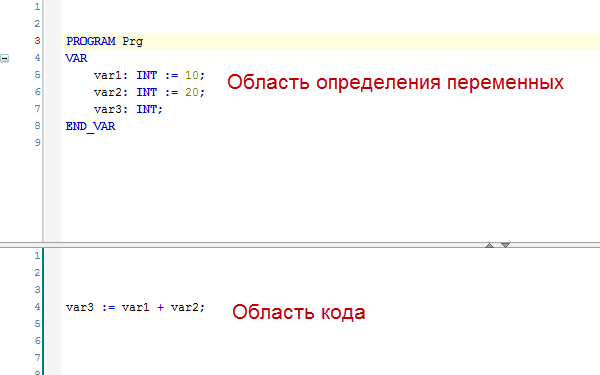 1
2
3 PROGRAM Prg
4 VAR
5 var1: INT := 10;
6 var2: INT := 20;
Область определения переменных
7 var3: INT;
8 END_VAR
9
1
2
3
4 var3 := var1 + var2;
Область кода
5
6
7
8